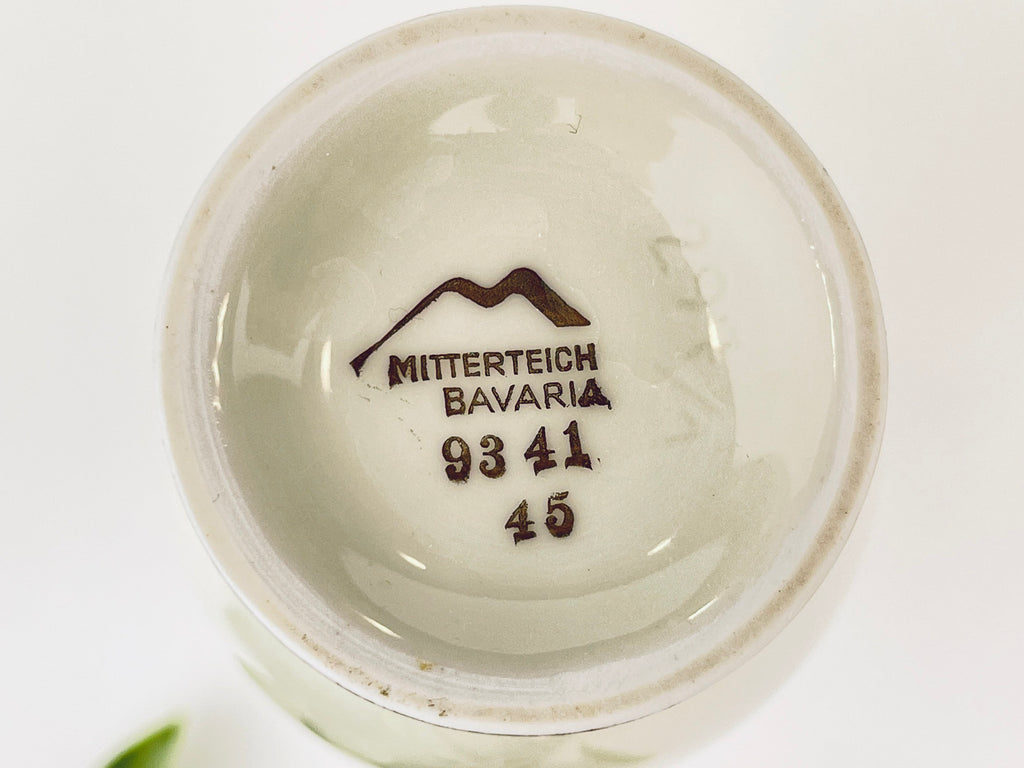 MITTERTEICH
BAVARIA
93 41
45